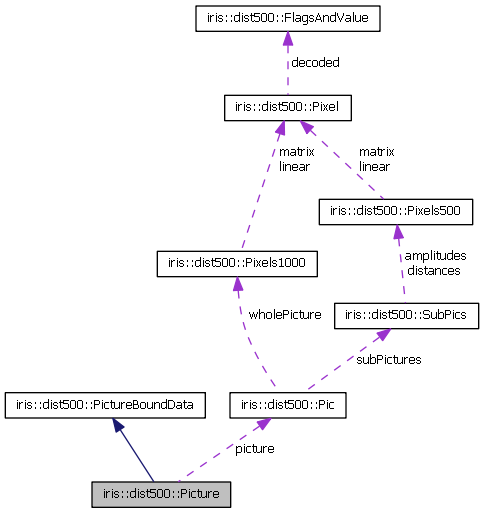 iris::dist500::FlagsAndValue
decoded
iris::dist500::Pixel
matrix
linear
matrix
linear
iris::dist500::Pixels500
iris::dist500::Pixels1000
amplitudes
distances
wholePicture
iris::dist500::SubPics
subPictures
iris::dist500::PictureBoundData
iris::dist500::Pic
picture
iris::dist500::Picture